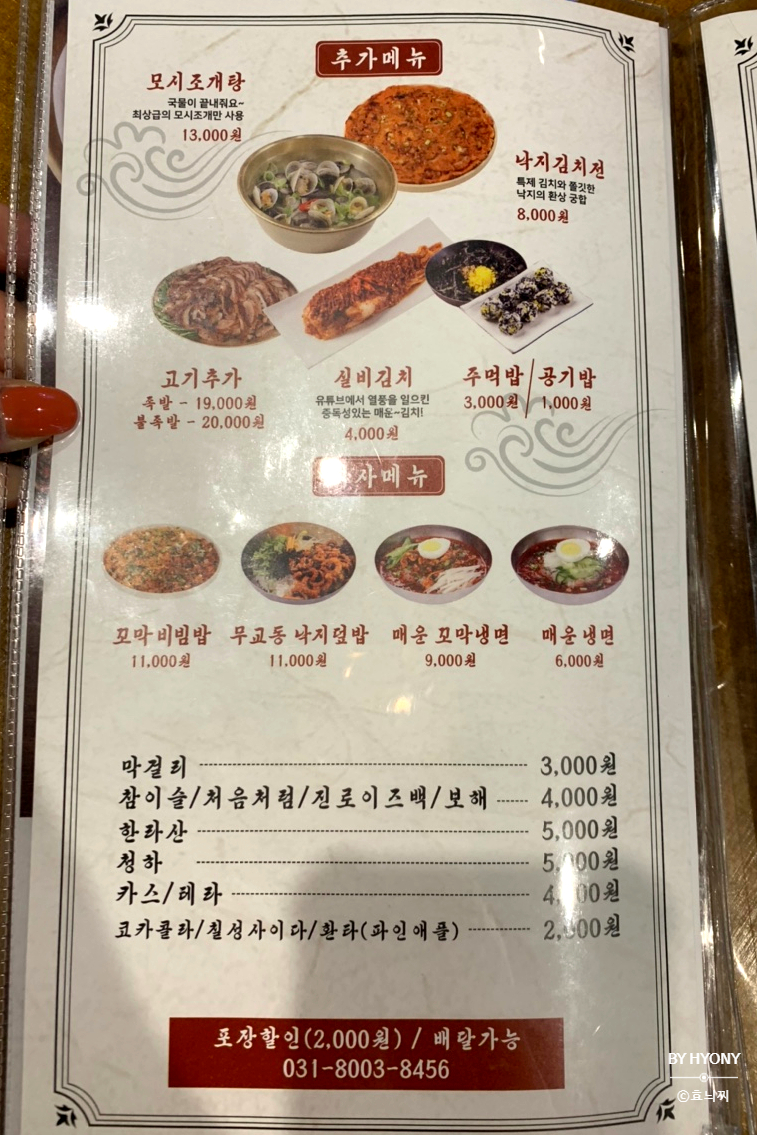 추가메뉴
모시조개탕
국물이 끝내줘요~
최상급의 모시조개만 사용
13,000원
낙지김치전
특제 김치와 쫄깃한
낙지의 환상 궁합
8,000원
고기추가
족발 - 19,000원
불족발 - 20,000원
실비김치
유튜브에서 열풍을 일으킨
중독성있는 매운~김치!
4,000원
주먹밥/공기밥
3,000원 1,000원
사메뉴
꼬막비빔밥
11,000원
무교동 낙지덮밥
11,000원
매운 꼬막냉면
9,000원
매운냉면
6,000원
막걸리 3,000원
참이슬/처음처럼/진로이즈백/보해 4,000원
한라산 5,000원
청하 5,000원
카스/테라 4,000원
코카콜라/칠성사이다/환타(파인애플) 2,000원
포장할인(2,000원) / 배달가능
031-8003-8456
BY HYONY
©효니찌